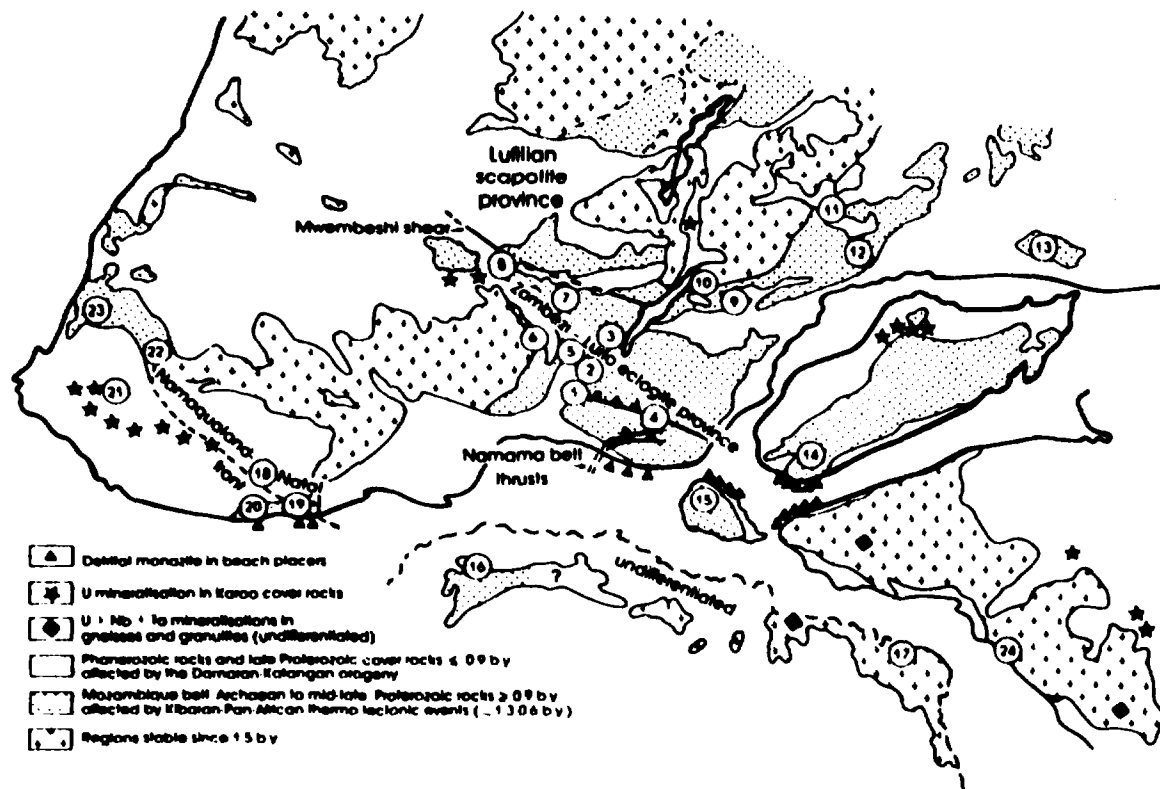 Lufilian
scapolite
province
Mwembeshi shear
11
12
13
8
10
9
7
Zambezi
23
3
6
5
Lurio eclogite province
22
2
21
1
4
Namaqualand
Natal
Front
Namama belt
thrusts
14
18
15
20
19
16
?
undifferentiated
17
24
Detrital monazite in beach placers
U mineralisation in Karoo cover rocks
U + Nb + Ta mineralisations in
gneisses and granulites (undifferentiated)
Phanerozoic rocks and late Proterozoic cover rocks ≤ 0.9 b y
affected by the Damaran-Katangan orogeny
Mozambique belt Archaean to mid-late Proterozoic rocks ≥ 0.9 b y
affected by Kibaran-Pan-African thermo tectonic events
Regions stable since 1.5 b y